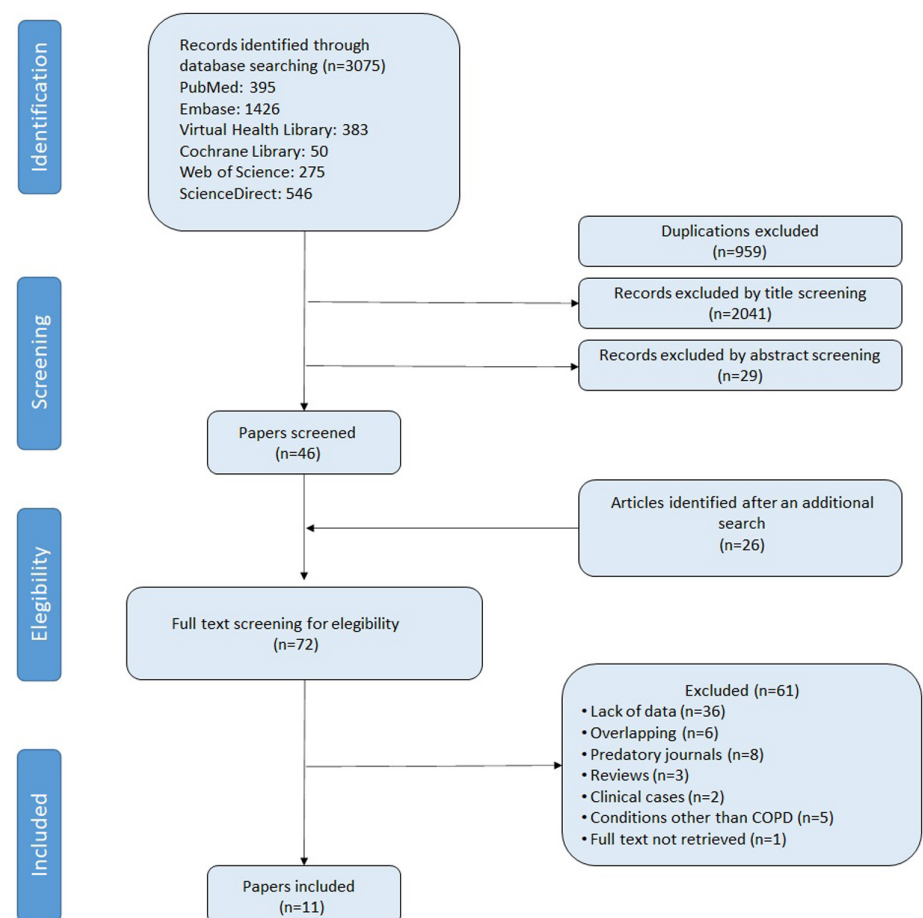 Identification
Records identified through
database searching (n=3075)
PubMed: 395
Embase: 1426
Virtual Health Library: 383
Cochrane Library: 50
Web of Science: 275
ScienceDirect: 546
Duplications excluded
(n=959)
Screening
Records excluded by title screening
(n=2041)
Records excluded by abstract screening
(n=29)
Papers screened
(n=46)
Elegibility
Articles identified after an additional
search
(n=26)
Full text screening for elegibility
(n=72)
Included
Excluded (n=61)
• Lack of data (n=36)
• Overlapping (n=6)
• Predatory journals (n=8)
• Reviews (n=3)
• Clinical cases (n=2)
• Conditions other than COPD (n=5)
• Full text not retrieved (n=1)
Papers included
(n=11)